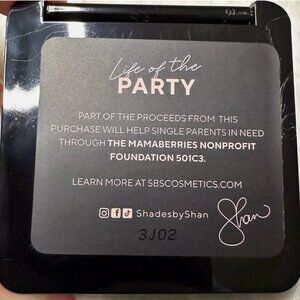 Life of the
PARTY
PART OF THE PROCEEDS FROM THIS
PURCHASE WILL HELP SINGLE PARENTS IN NEED
THROUGH THE MAMABERRIES NONPROFIT
FOUNDATION 501C3.
LEARN MORE AT SBSCOSMETICS.COM
ShadesbyShan
Shan
3J02